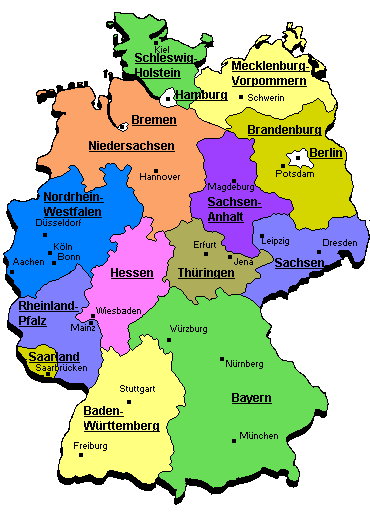 Kiel
Schleswig-
Holstein
Mecklenburg-
Vorpommern
Hamburg
Schwerin
Bremen
Brandenburg
Niedersachsen
Berlin
Potsdam
Hannover
Magdeburg
Nordrhein-
Westfalen
Sachsen-
Anhalt
Düsseldorf
Köln
Bonn
Aachen
Leipzig
Dresden
Erfurt
Jena
Sachsen
Hessen
Thüringen
Rheinland-
Pfalz
Wiesbaden
Mainz
Würzburg
Saarland
Saarbrücken
Nürnberg
Stuttgart
Baden-
Württemberg
Bayern
Freiburg
München